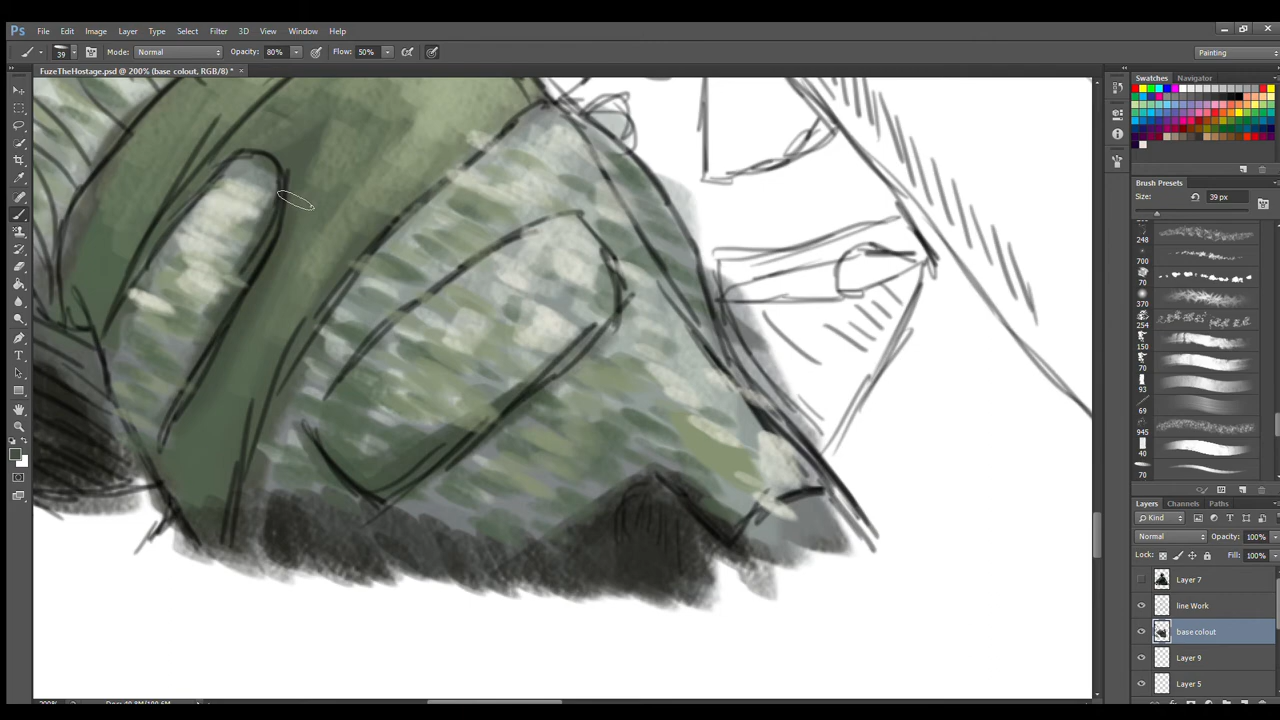 Ps File Edit Image Layer Type Select Filter 3D View Window Help
39 Mode: Normal Opacity: 80% Flow: 50% Painting
FuzeTheHostage.psd @ 200% (base colout, RGB/8) * ×
Swatches Navigator
Brush Presets
Size: 39 px
248
700
70
370
254
150
70
93
69
945
40
70
Layers Channels Paths
Kind
Normal Opacity: 100%
Lock: Fill: 100%
Layer 7
line Work
base colout
Layer 9
Layer 5